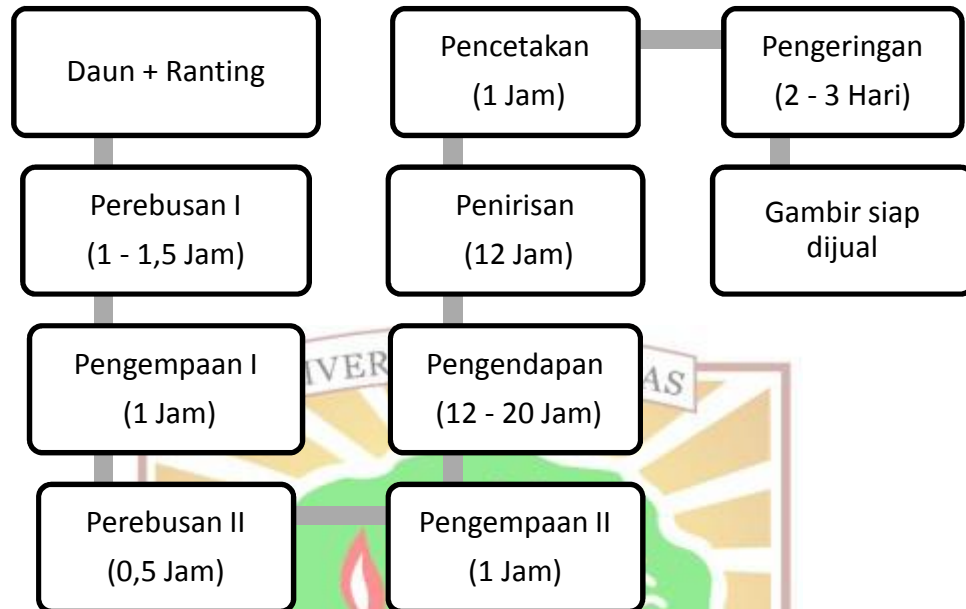 Daun + Ranting
Perebusan I
(1 - 1,5 Jam)
Pengempaan I
(1 Jam)
Perebusan II
(0,5 Jam)
Pengempaan II
(1 Jam)
Pengendapan
(12 - 20 Jam)
Penirisan
(12 Jam)
Pencetakan
(1 Jam)
Pengeringan
(2 - 3 Hari)
Gambir siap
dijual